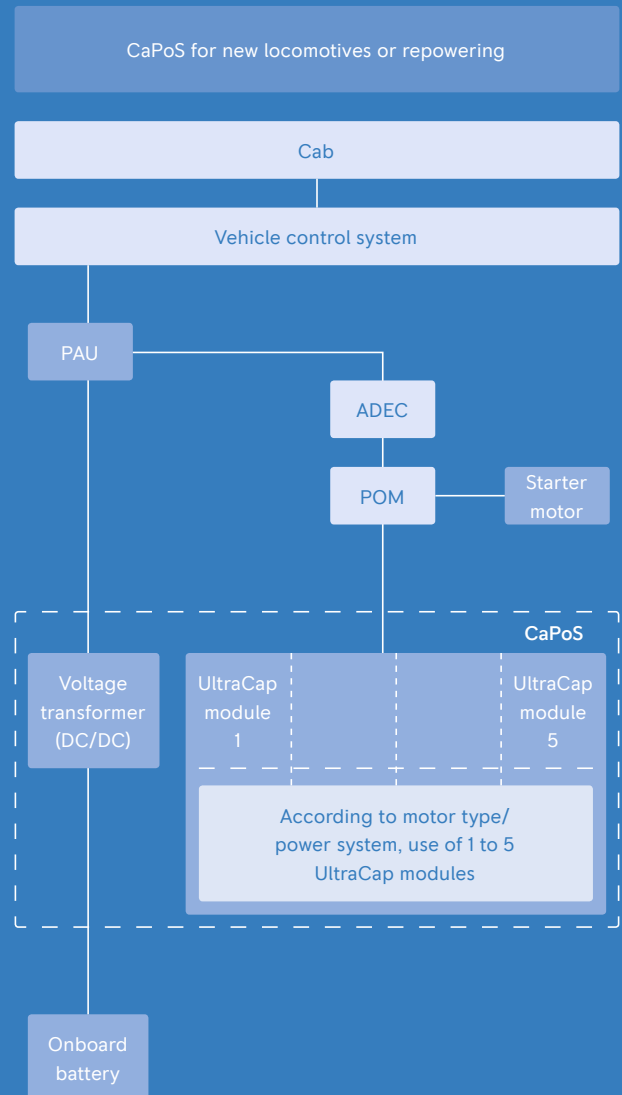 CaPoS for new locomotives or repowering
Cab
Vehicle control system
PAU
ADEC
POM
Starter
motor
CaPoS
Voltage
transformer
(DC/DC)
UltraCap
module
1
UltraCap
module
5
According to motor type/
power system, use of 1 to 5
UltraCap modules
Onboard
battery